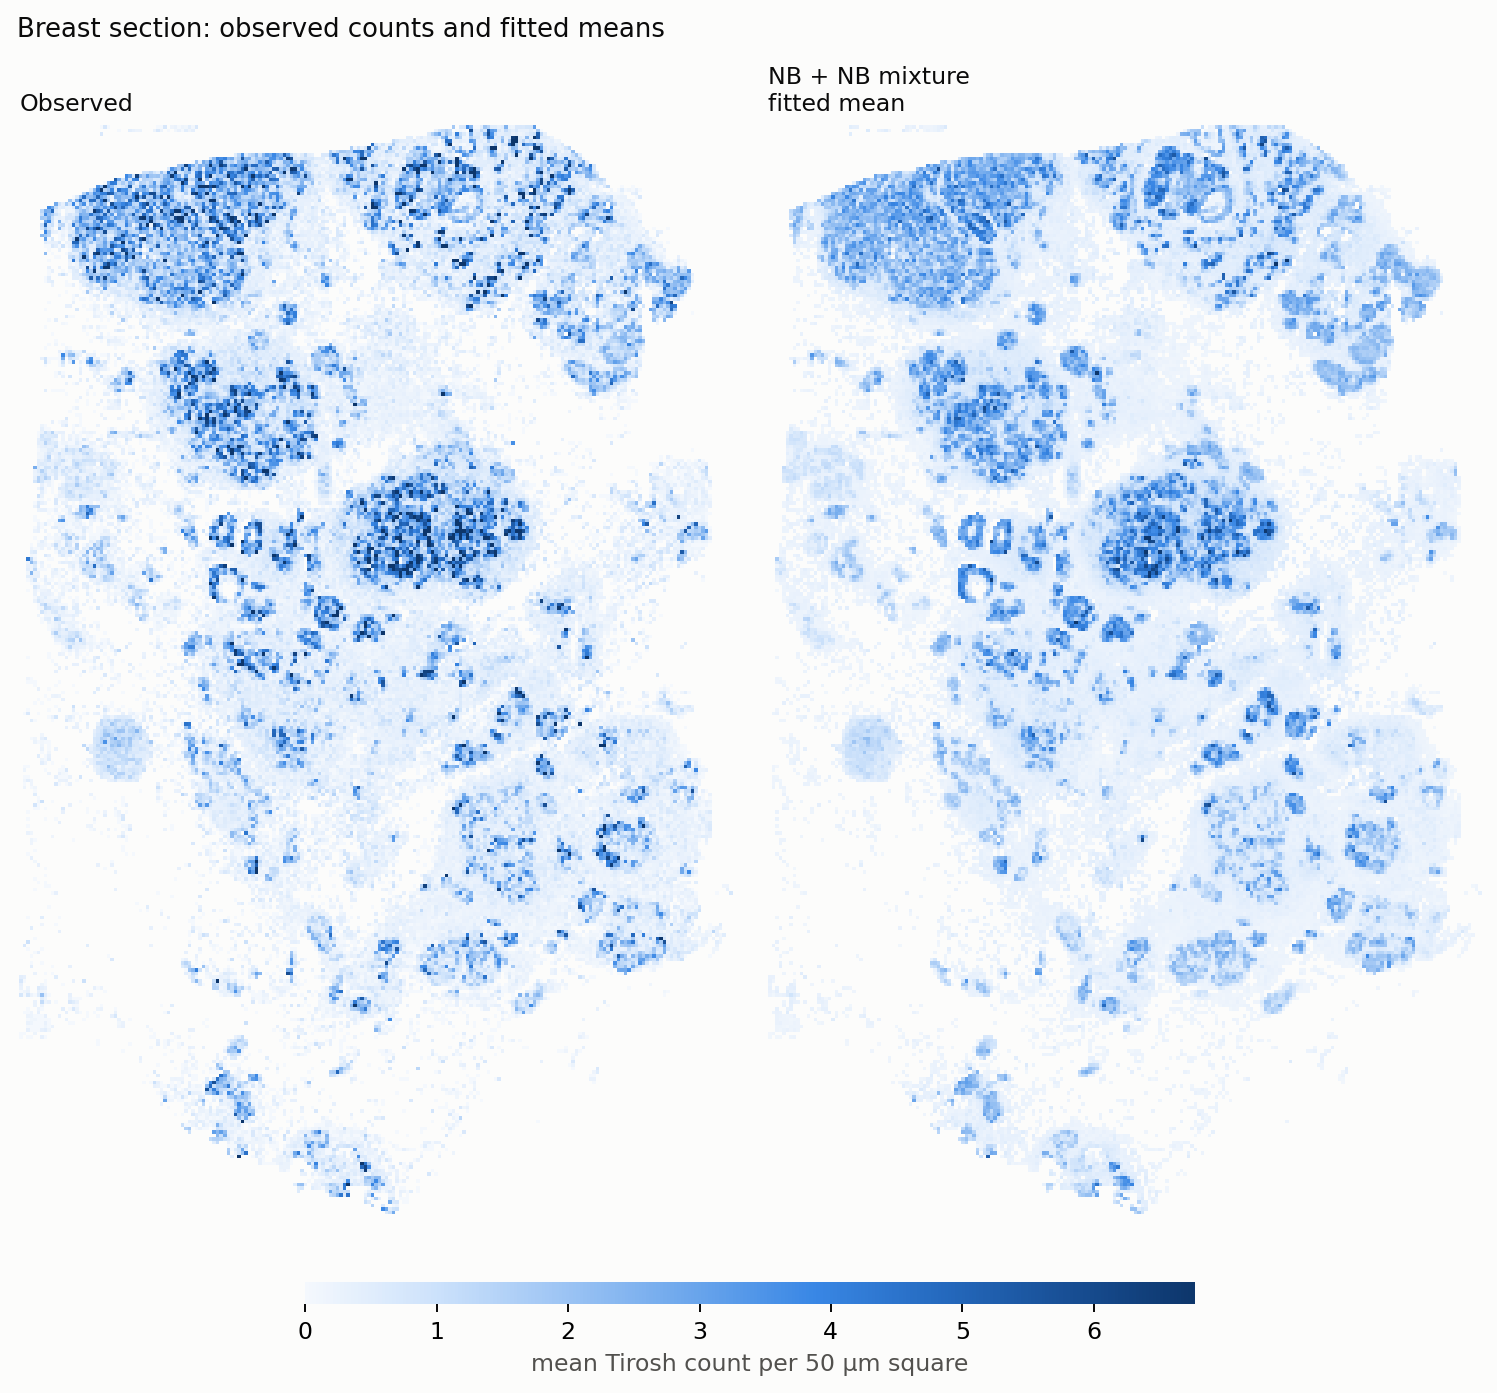 Breast section: observed counts and fitted means
Observed
NB + NB mixture
fitted mean
0 1 2 3 4 5 6
mean Tirosh count per 50 µm square